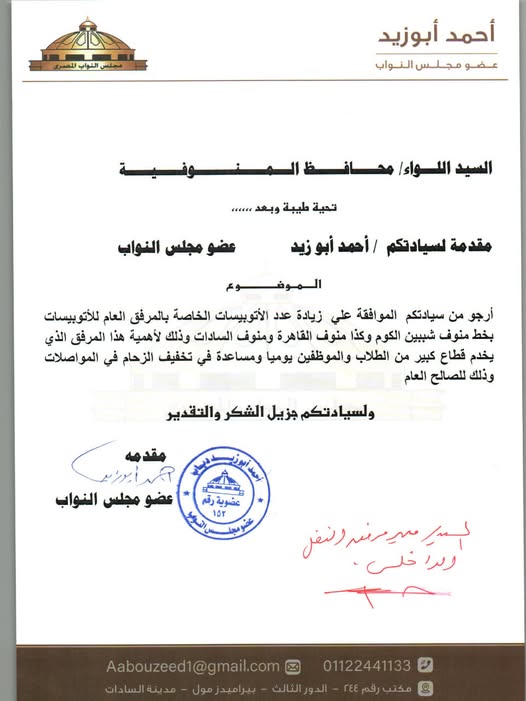 أحمد أبوزيد
عضو مجلس النواب
مجلس النواب المصرى
السيد اللواء/ محافظ المنوفية
تحية طيبة وبعد ،،،،،،
مقدمة لسيادتكم / أحمد أبو زيد عضو مجلس النواب
الموضوع
أرجو من سيادتكم الموافقة علي زيادة عدد الأتوبيسات الخاصة بالمرفق العام للأتوبيسات
بخط منوف شببين الكوم وكذا منوف القاهرة ومنوف السادات وذلك لأهمية هذا المرفق الذي
يخدم قطاع كبير من الطلاب والموظفين يوميا ومساعدة في تخفيف الزحام في المواصلات
وذلك للصالح العام
ولسيادتكم جزيل الشكر والتقدير
مقدمه
أحمد أبوزيد
عضو مجلس النواب
أحمد أبوزيد دياب
عضوية رقم
١٥٢
عضو مجلس النواب
السيد/ مدير مرفق النقل
الداخلى
01122441133 Aabouzeed1@gmail.com
مكتب رقم ٢٤٤ - الدور الثالث - بيراميدز مول - مدينة السادات